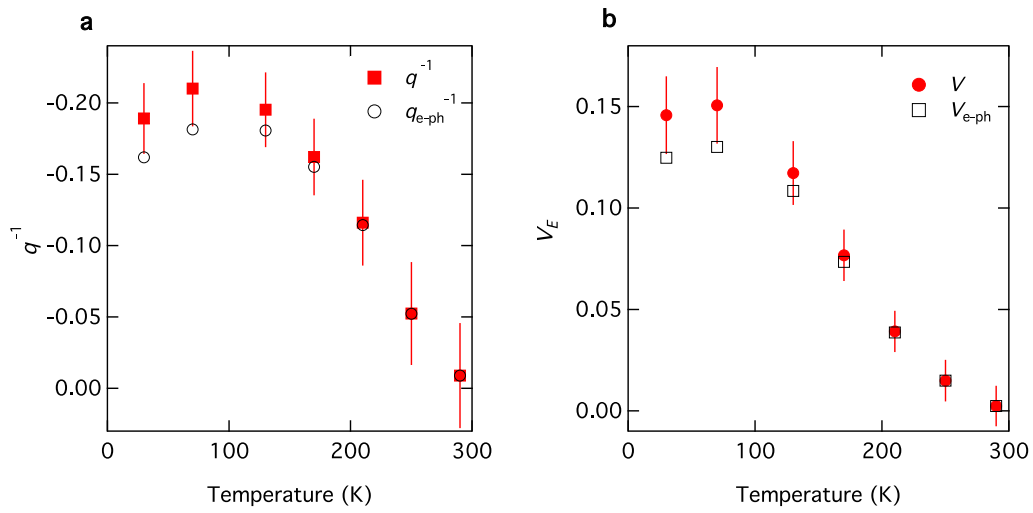 a
-0.20
-0.15
-0.10
-0.05
0.00
q⁻¹
q⁻¹
qₑ₋ₚₕ⁻¹
0
100
200
300
Temperature (K)
b
0.15
0.10
0.05
0.00
V_E
V
V_e-ph
0
100
200
300
Temperature (K)